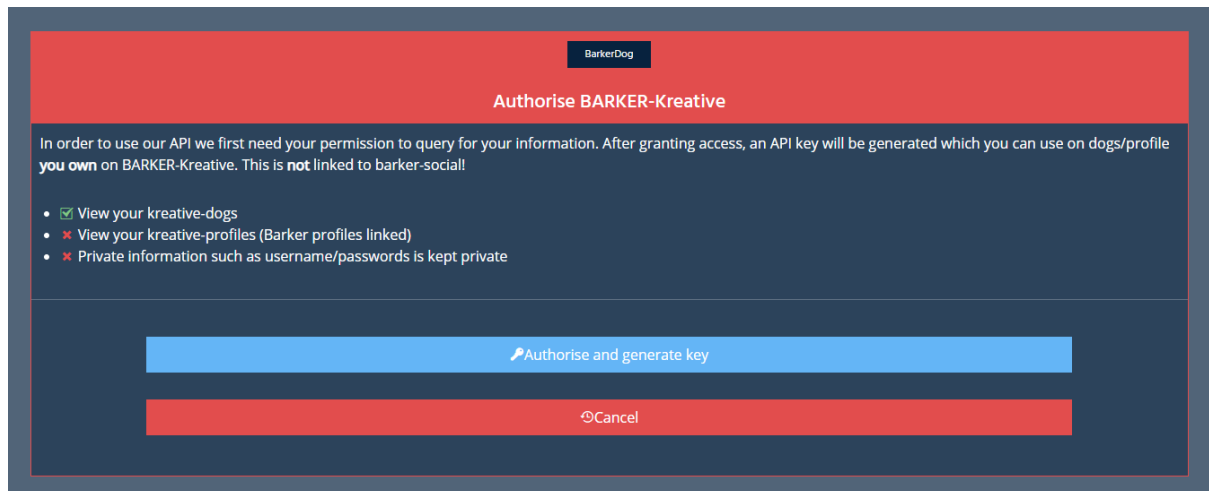 BarkerDog
Authorise BARKER-Kreative
In order to use our API we first need your permission to query for your information. After granting access, an API key will be generated which you can use on dogs/profile
you own on BARKER-Kreative. This is not linked to barker-social!
View your kreative-dogs
View your kreative-profiles (Barker profiles linked)
Private information such as username/passwords is kept private
Authorise and generate key
Cancel